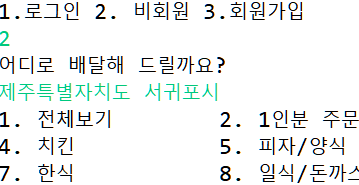 1.로그인 2. 비회원 3.회원가입
2
어디로 배달해 드릴까요?
제주특별자치도 서귀포시
1. 전체보기 2. 1인분 주문
4. 치킨 5. 피자/양식
7. 한식 8. 일식/돈까스